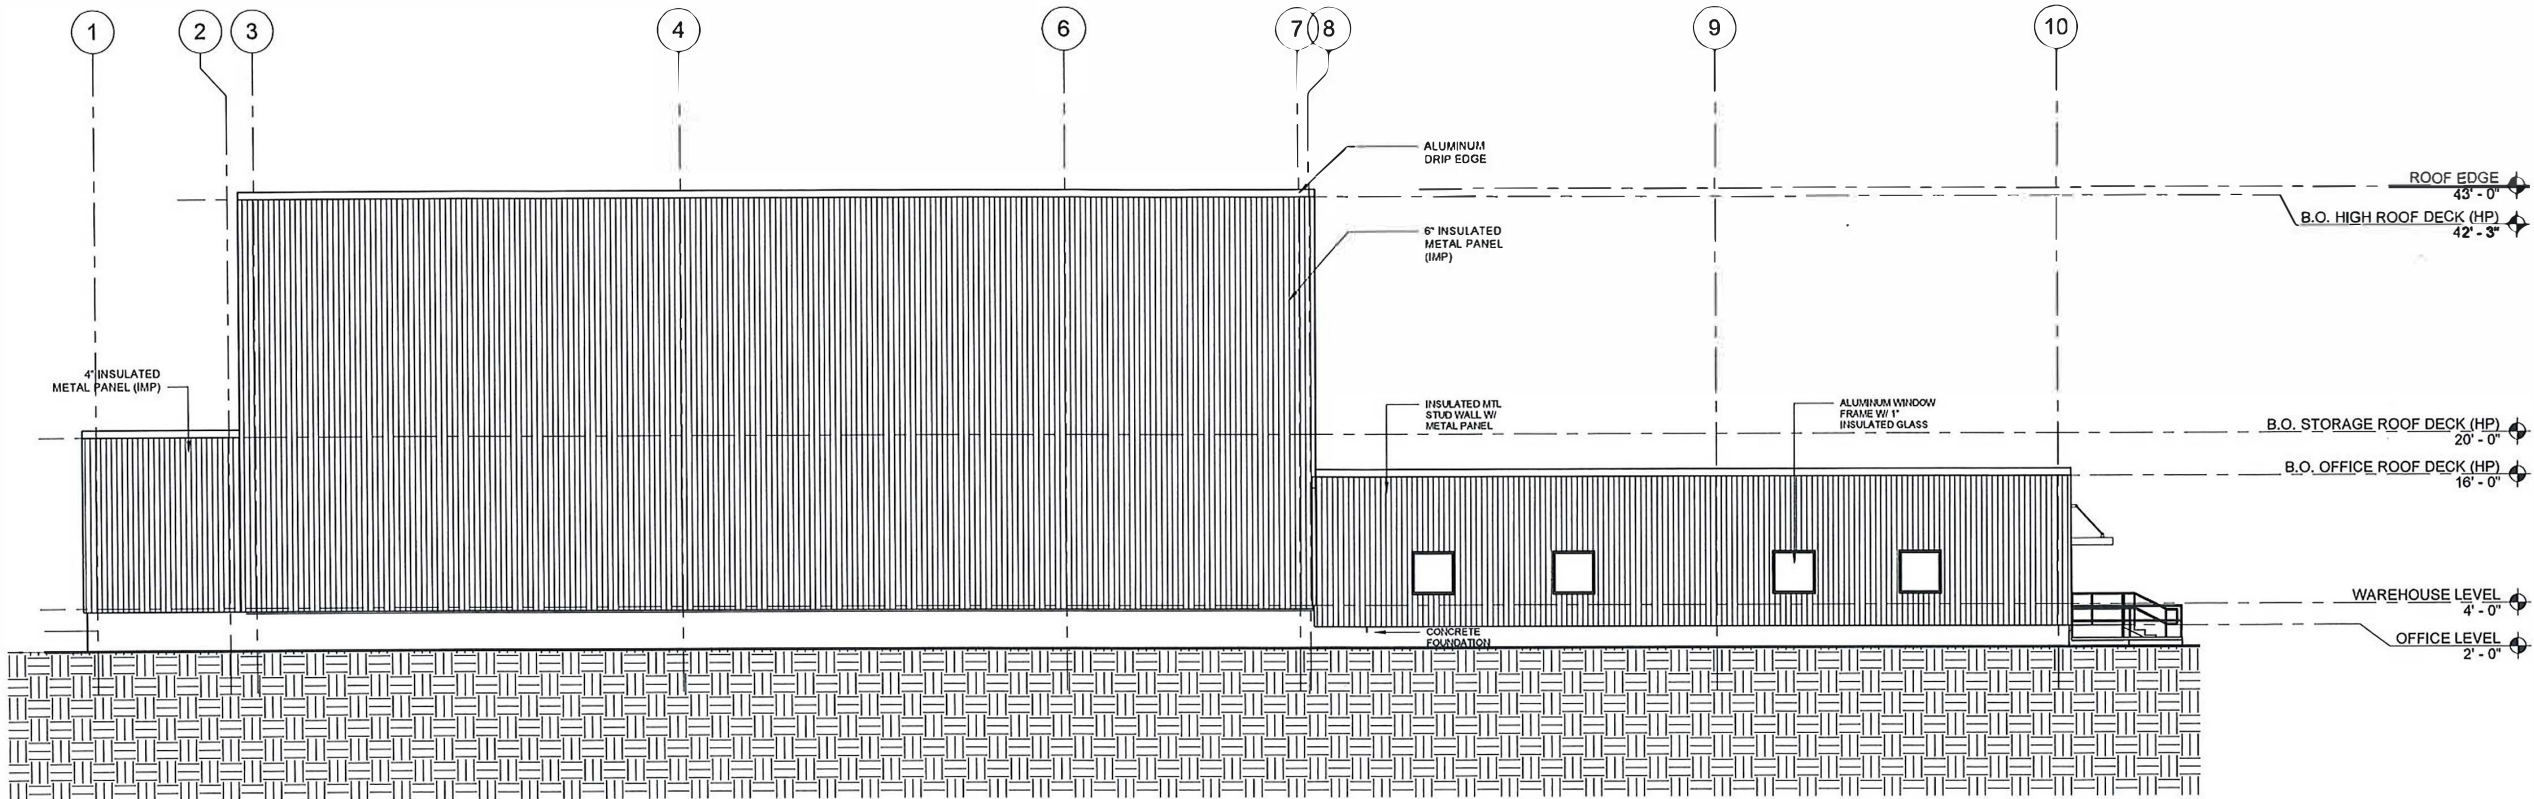 1
2
3
4
6
7
8
9
10
ALUMINUM
DRIP EDGE
ROOF EDGE
43' - 0"
B.O. HIGH ROOF DECK (HP)
42' - 3"
6" INSULATED
METAL PANEL
(IMP)
4" INSULATED
METAL PANEL (IMP)
INSULATED MTL
STUD WALL W/
METAL PANEL
ALUMINUM WINDOW
FRAME W/ 1"
INSULATED GLASS
B.O. STORAGE ROOF DECK (HP)
20' - 0"
B.O. OFFICE ROOF DECK (HP)
16' - 0"
WAREHOUSE LEVEL
4' - 0"
CONCRETE
FOUNDATION
OFFICE LEVEL
2' - 0"